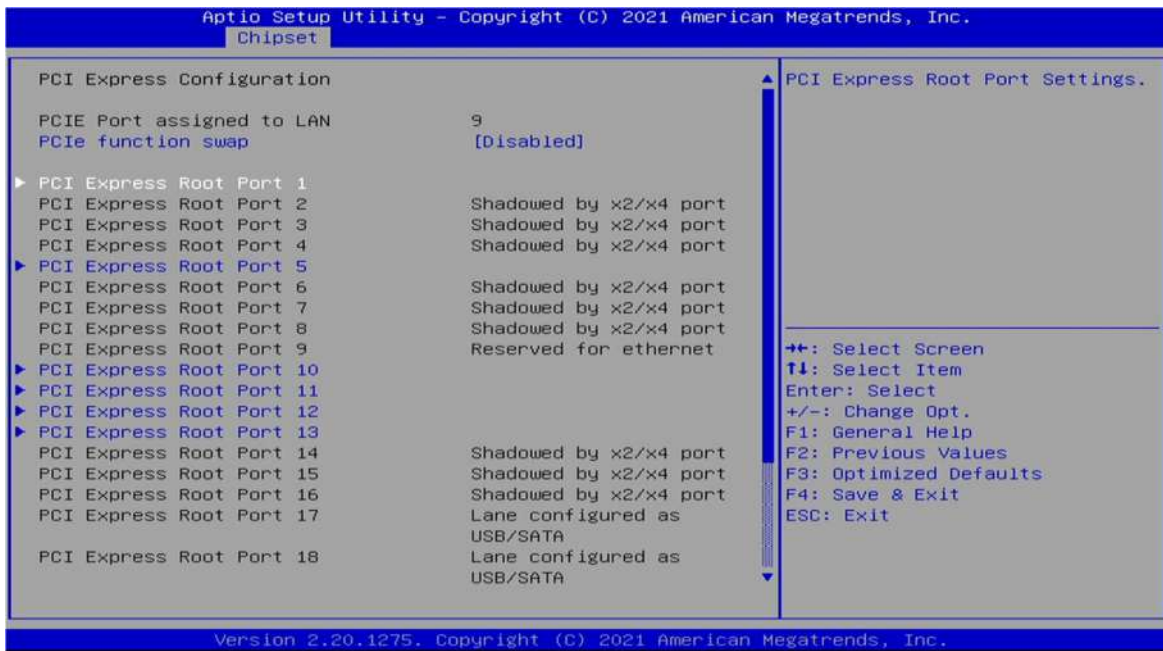 Aptio Setup Utility – Copyright (C) 2021 American Megatrends, Inc.
Chipset
PCI Express Configuration
PCIE Port assigned to LAN 9
PCIe function swap [Disabled]
PCI Express Root Port 1
PCI Express Root Port 2 Shadowed by x2/x4 port
PCI Express Root Port 3 Shadowed by x2/x4 port
PCI Express Root Port 4 Shadowed by x2/x4 port
PCI Express Root Port 5
PCI Express Root Port 6 Shadowed by x2/x4 port
PCI Express Root Port 7 Shadowed by x2/x4 port
PCI Express Root Port 8 Shadowed by x2/x4 port
PCI Express Root Port 9 Reserved for ethernet
PCI Express Root Port 10
PCI Express Root Port 11
PCI Express Root Port 12
PCI Express Root Port 13
PCI Express Root Port 14 Shadowed by x2/x4 port
PCI Express Root Port 15 Shadowed by x2/x4 port
PCI Express Root Port 16 Shadowed by x2/x4 port
PCI Express Root Port 17 Lane configured as
USB/SATA
PCI Express Root Port 18 Lane configured as
USB/SATA
PCI Express Root Port Settings.
→←: Select Screen
↑↓: Select Item
Enter: Select
+/-: Change Opt.
F1: General Help
F2: Previous Values
F3: Optimized Defaults
F4: Save & Exit
ESC: Exit
Version 2.20.1275. Copyright (C) 2021 American Megatrends, Inc.